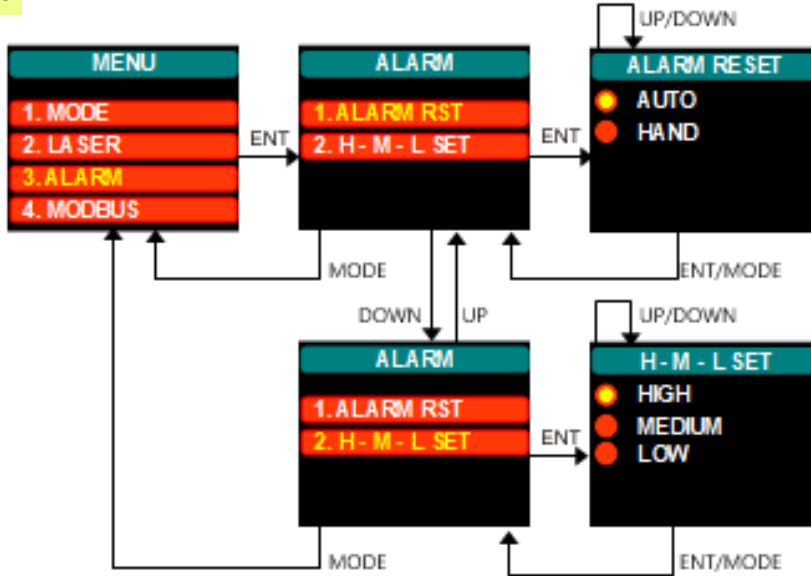 UP/DOWN
MENU
1. MODE
2. LASER
3.ALARM
4. MODBUS
ENT
ALARM
1.ALARM RST
2. H - M - L SET
ENT
ALARM RESET
AUTO
HAND
MODE
ENT/MODE
DOWN
UP
UP/DOWN
ALARM
1.ALARM RST
2. H - M - L SET
ENT
H - M - L SET
HIGH
MEDIUM
LOW
MODE
ENT/MODE